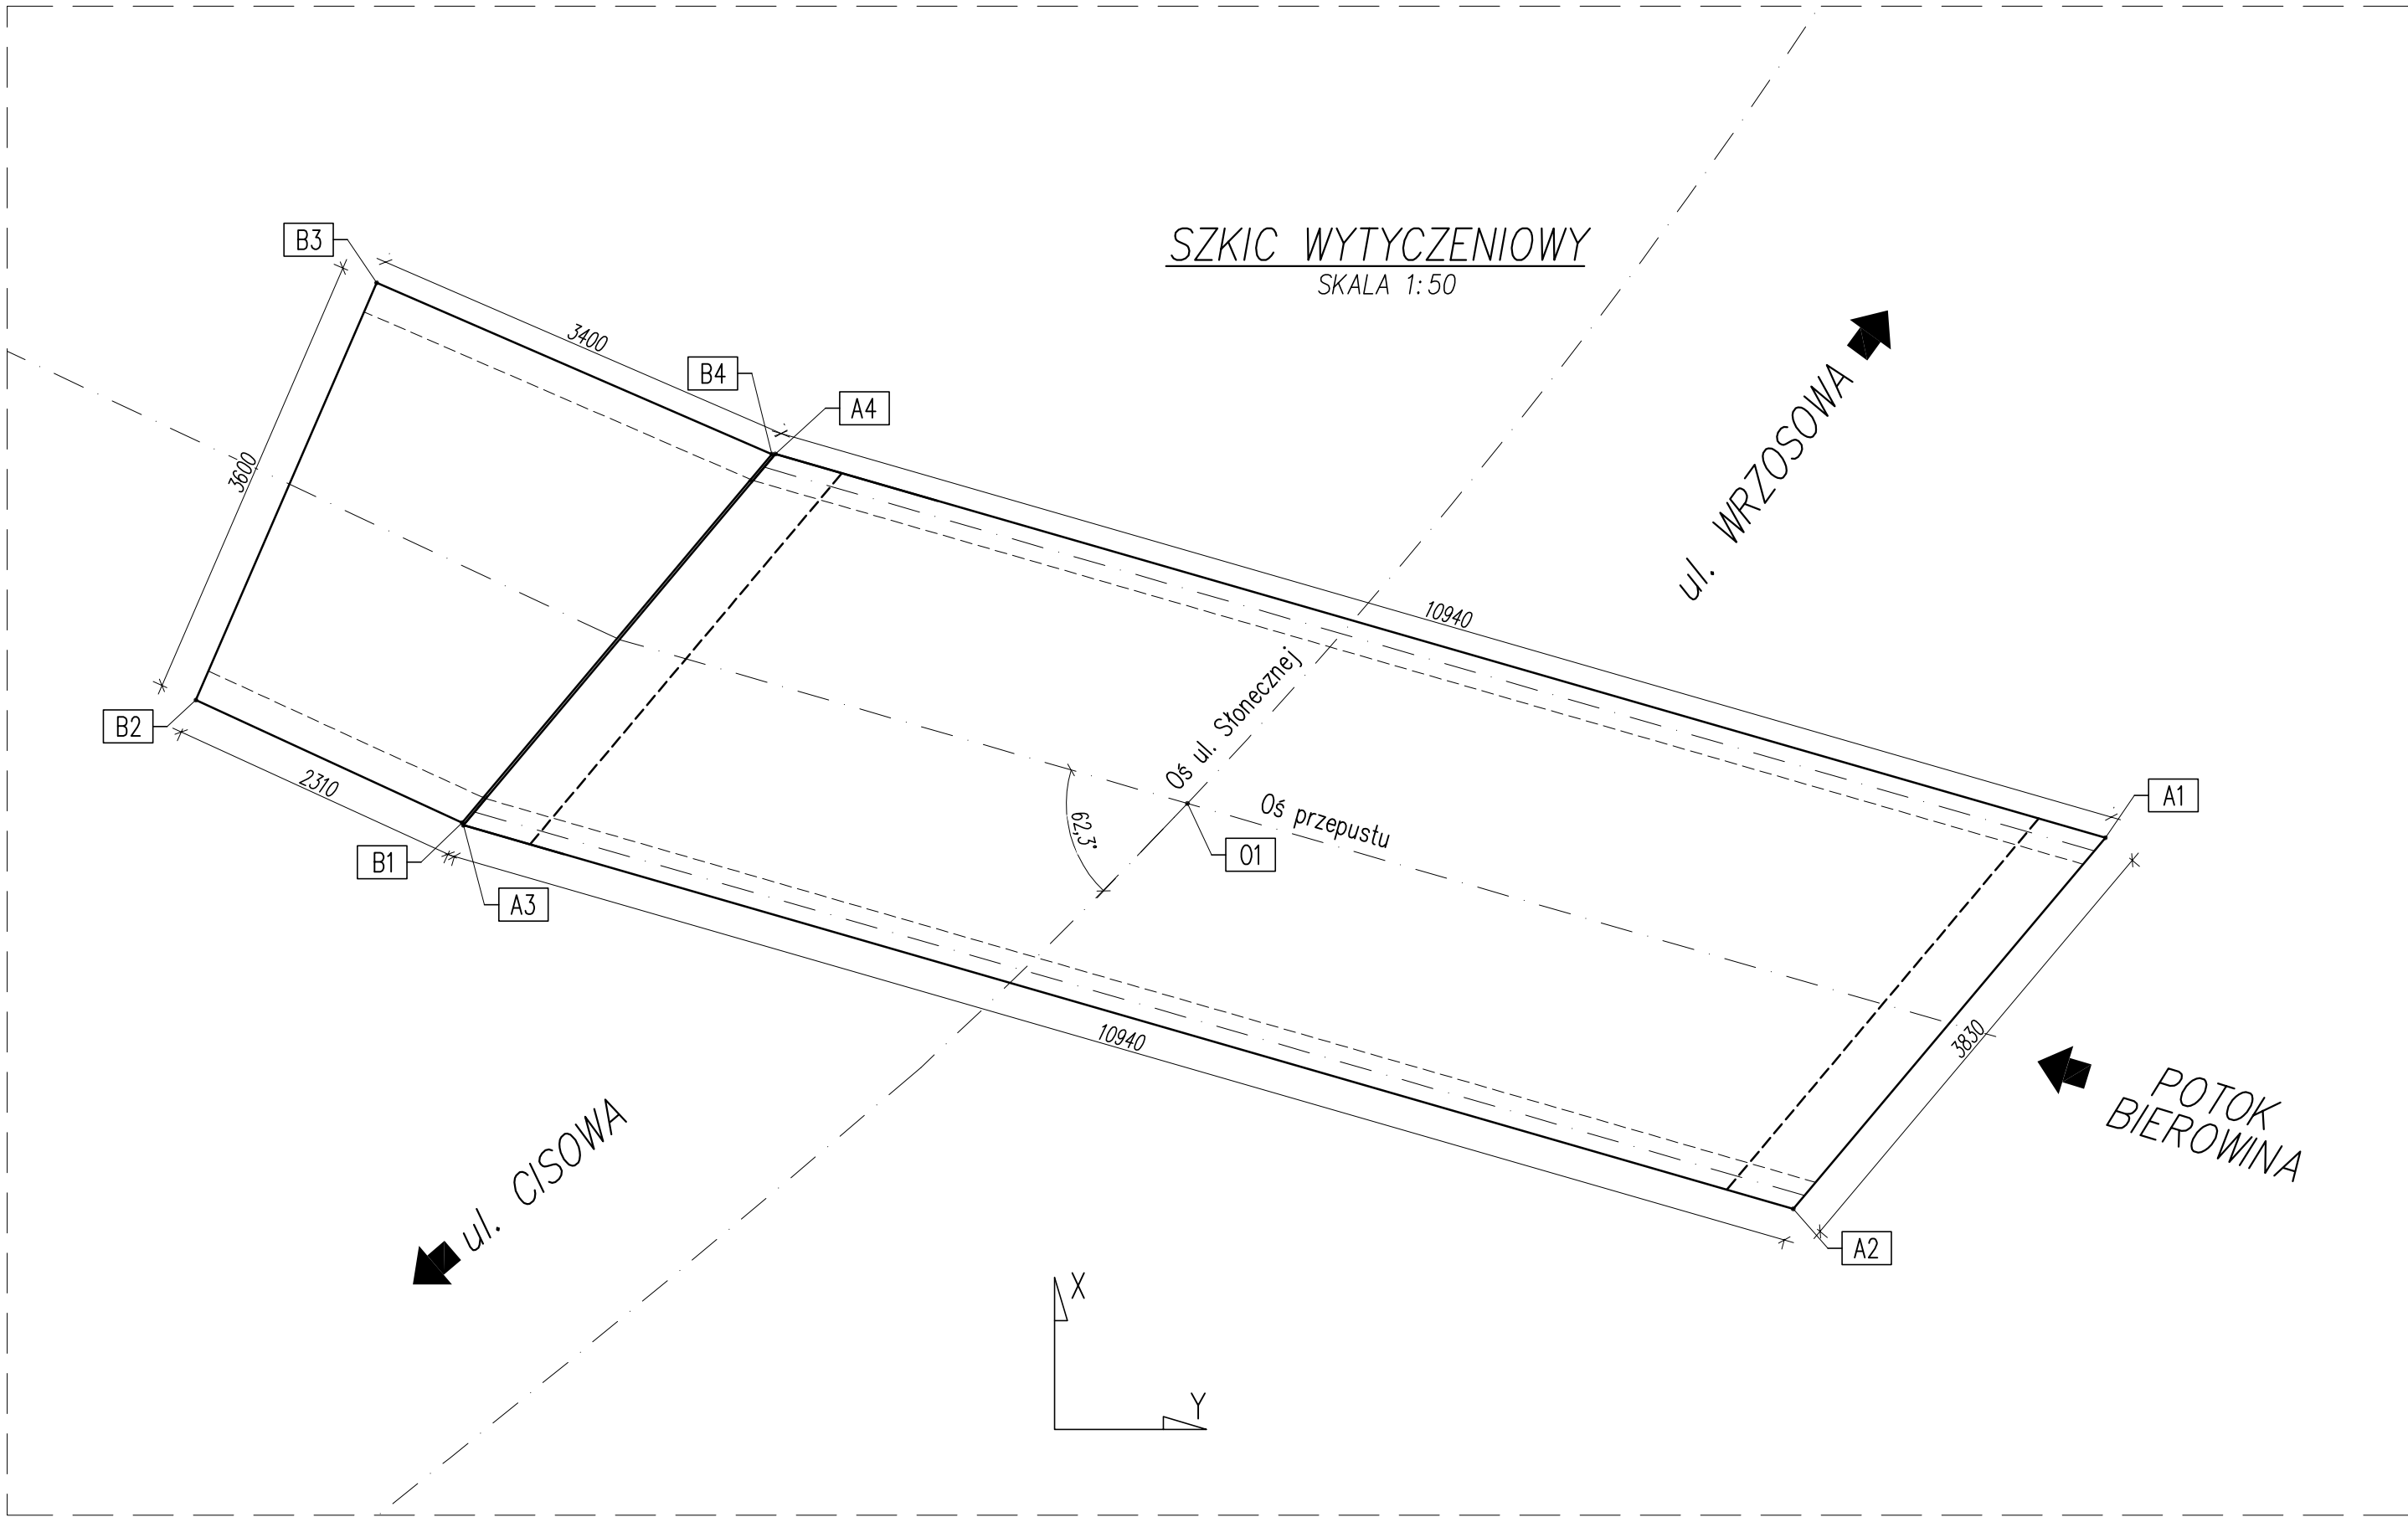 SZKIC WYTYCZENIOWY
SKALA 1:50
B3
3400
B4
A4
3600
ul. WRZOSOWA
10940
Oś ul. Słonecznej
B2
2310
62,3°
Oś przepustu
A1
O1
B1
A3
10940
3830
POTOK
BIEROWINA
ul. CISOWA
A2
X
Y